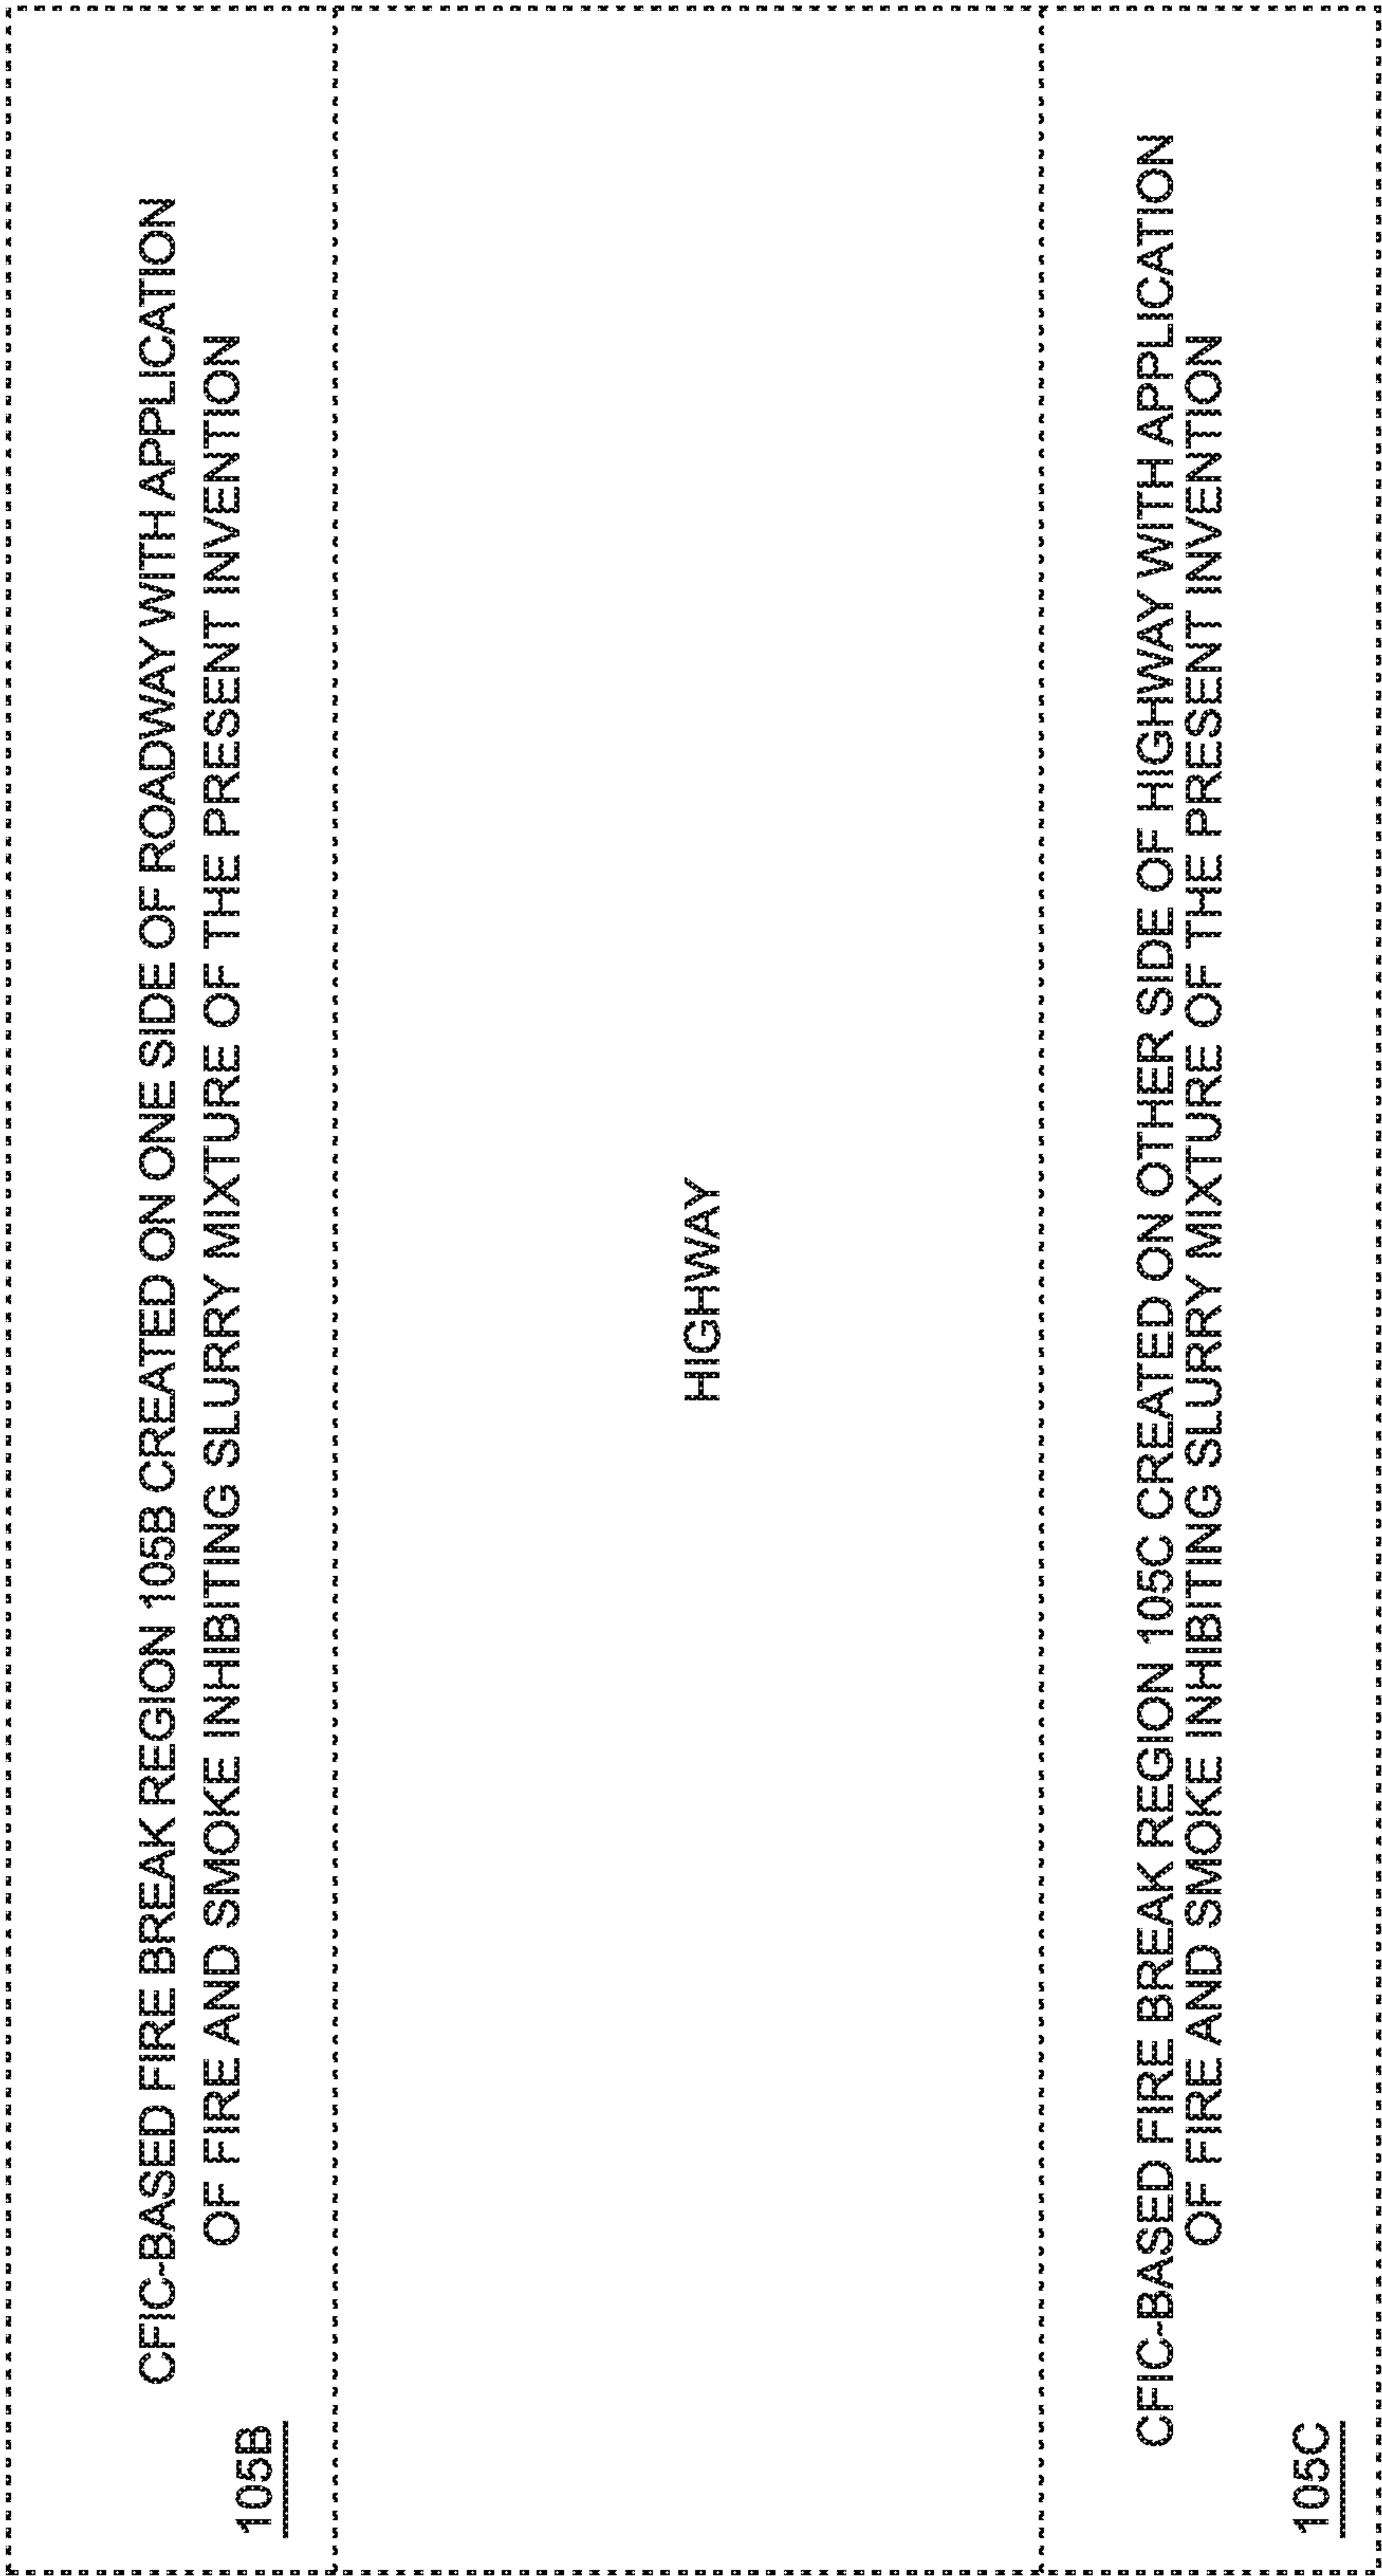 CFIC-BASED FIRE BREAK REGION 105B CREATED ON ONE SIDE OF ROADWAY WITH APPLICATION
OF FIRE AND SMOKE INHIBITING SLURRY MIXTURE OF THE PRESENT INVENTION
105B
HIGHWAY
CFIC-BASED FIRE BREAK REGION 105C CREATED ON OTHER SIDE OF HIGHWAY WITH APPLICATION
OF FIRE AND SMOKE INHIBITING SLURRY MIXTURE OF THE PRESENT INVENTION
105C